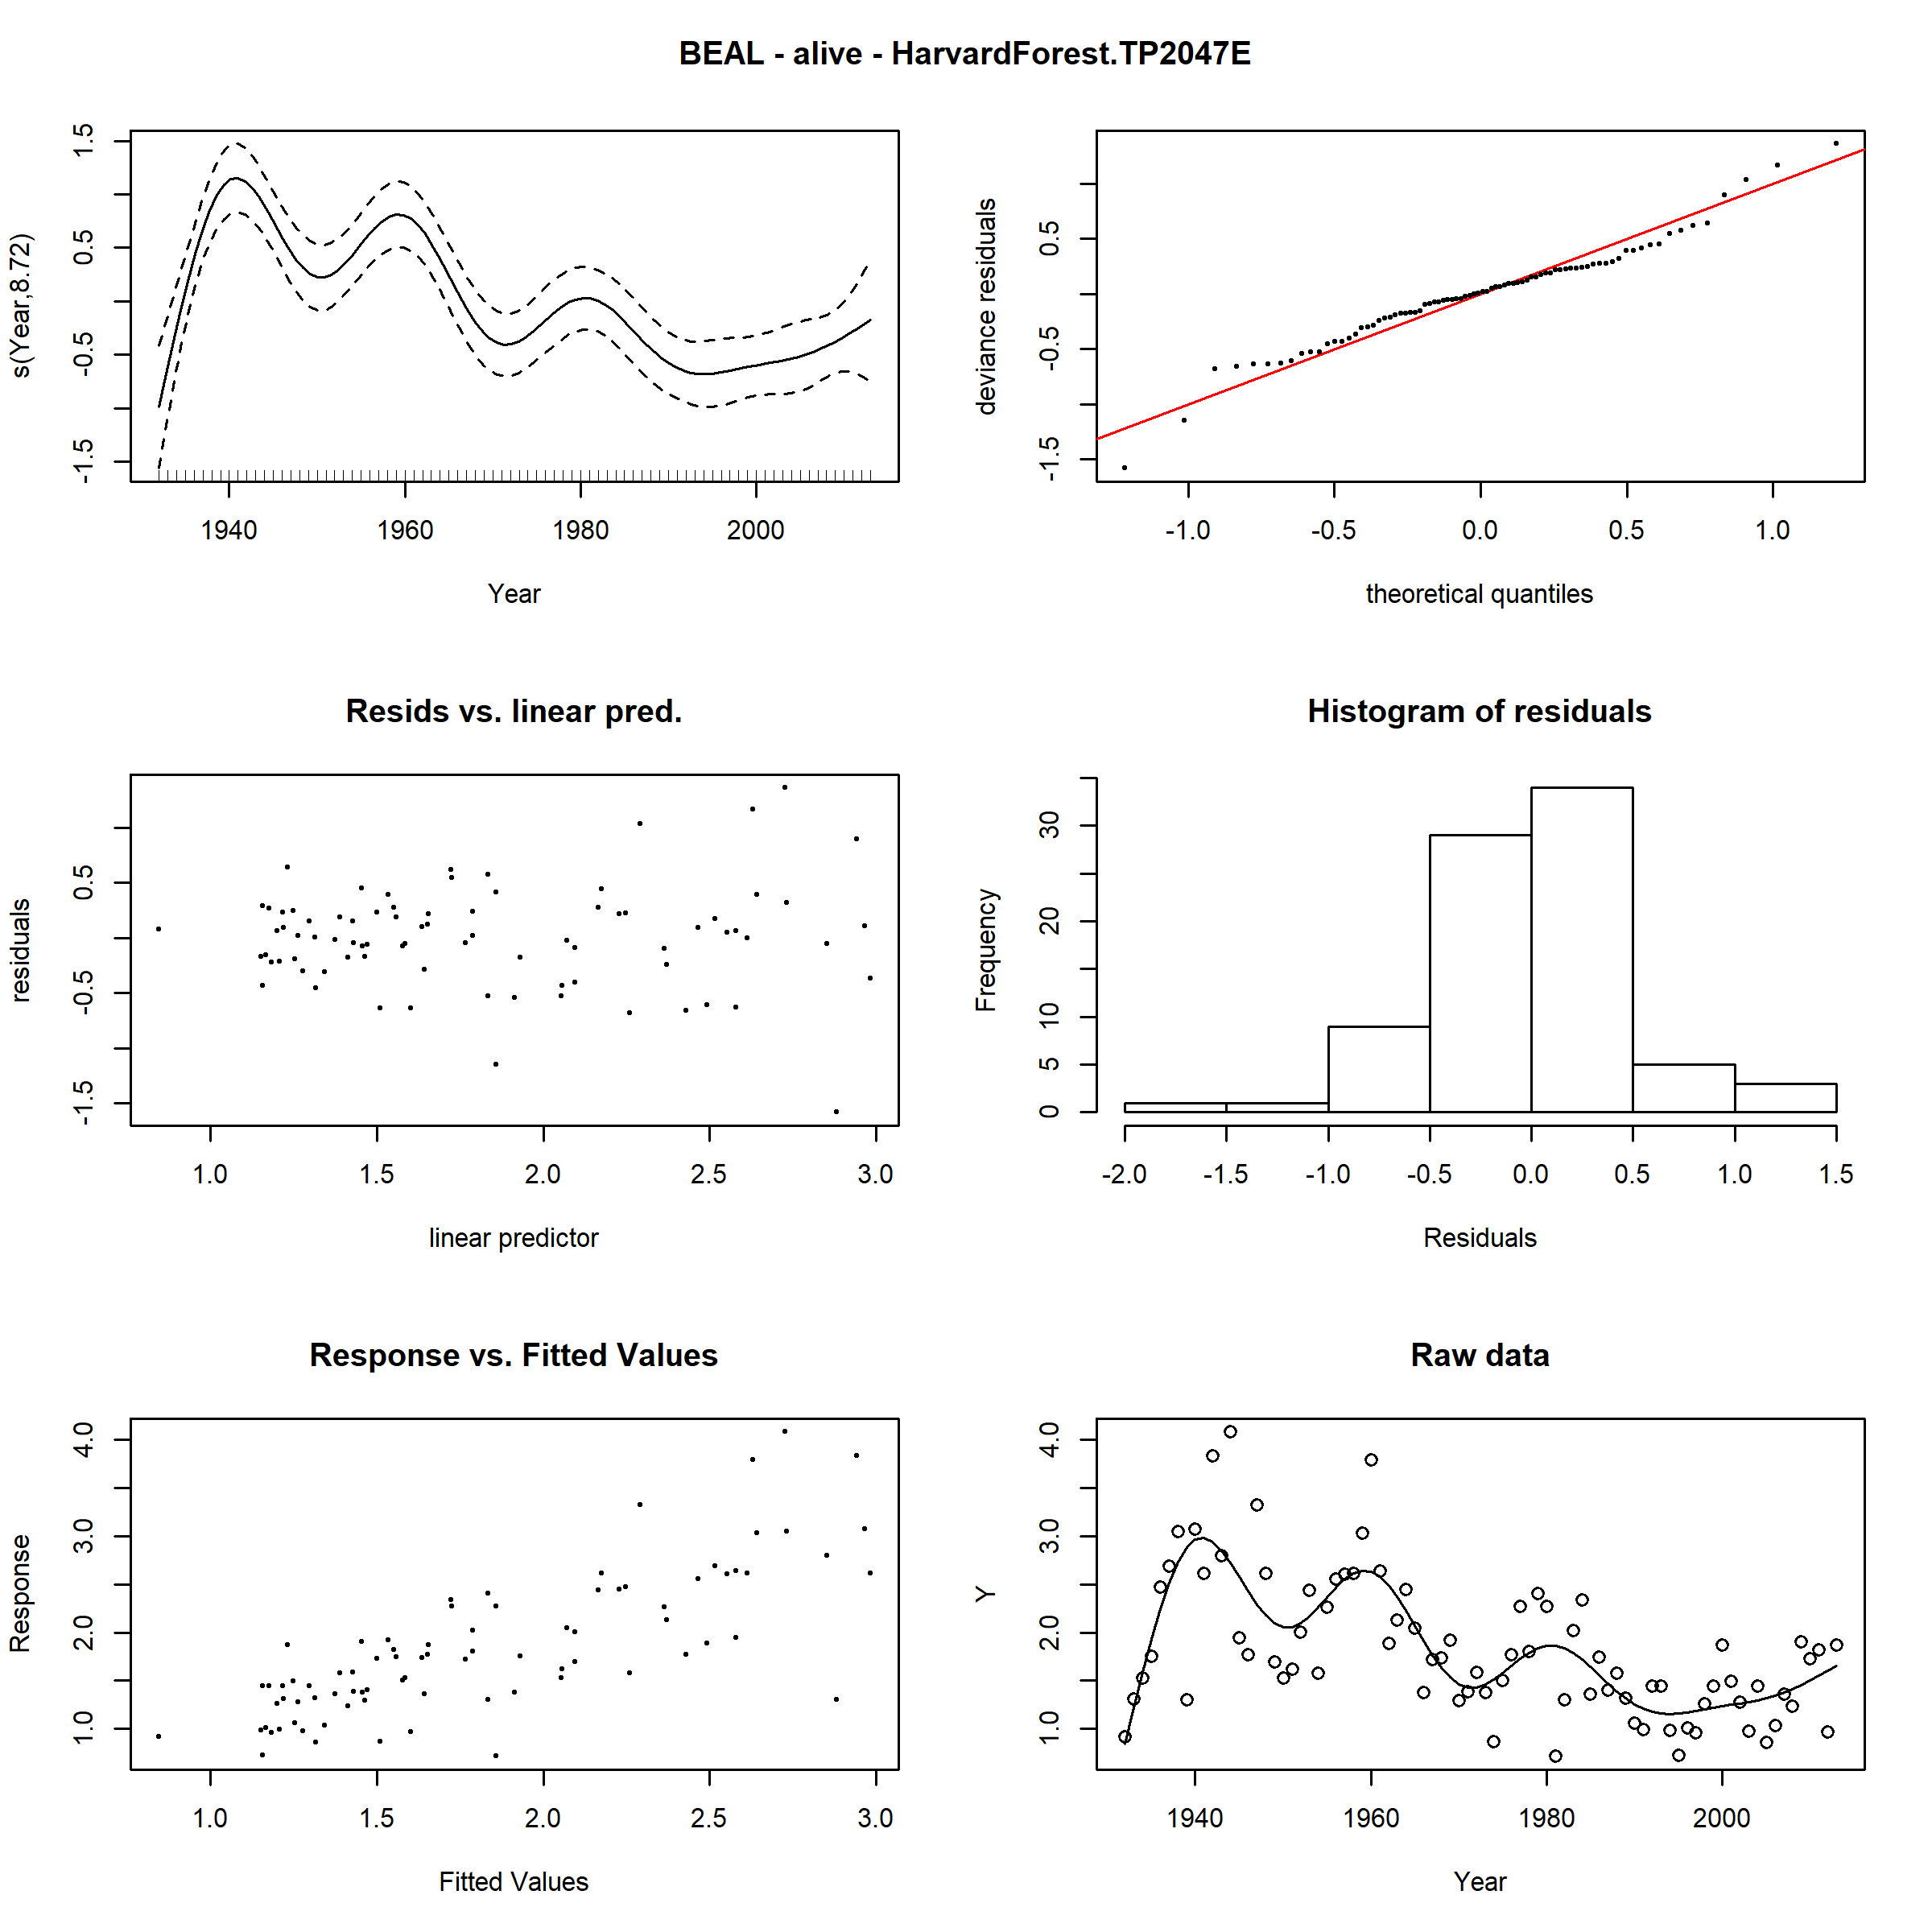 BEAL - alive - HarvardForest.TP2047E
s(Year,8.72)
-1.5 -0.5 0.5 1.5
1940 1960 1980 2000
Year
deviance residuals
-1.5 -0.5 0.5
-1.0 -0.5 0.0 0.5 1.0
theoretical quantiles
Resids vs. linear pred.
residuals
-1.5 -0.5 0.5
1.0 1.5 2.0 2.5 3.0
linear predictor
Histogram of residuals
Frequency
0 5 10 20 30
-2.0 -1.5 -1.0 -0.5 0.0 0.5 1.0 1.5
Residuals
Response vs. Fitted Values
Response
1.0 2.0 3.0 4.0
1.0 1.5 2.0 2.5 3.0
Fitted Values
Raw data
Y
1.0 2.0 3.0 4.0
1940 1960 1980 2000
Year